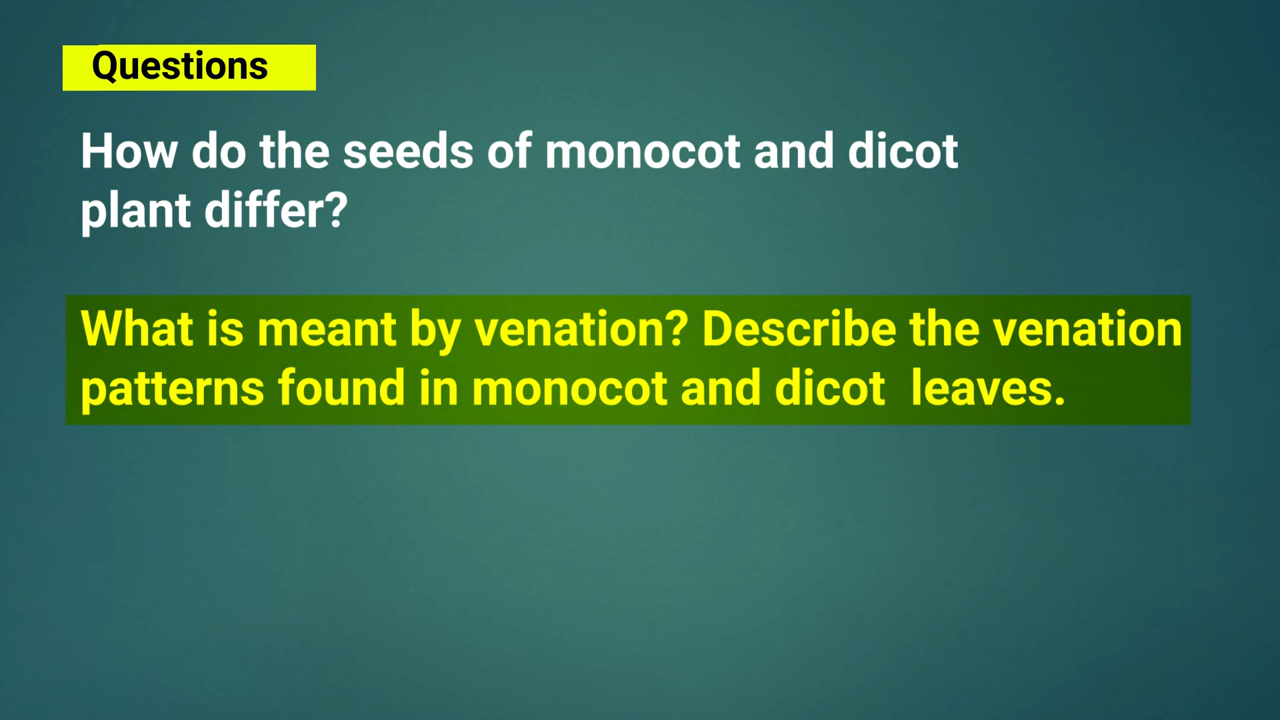 Questions
How do the seeds of monocot and dicot
plant differ?
What is meant by venation? Describe the venation
patterns found in monocot and dicot  leaves.